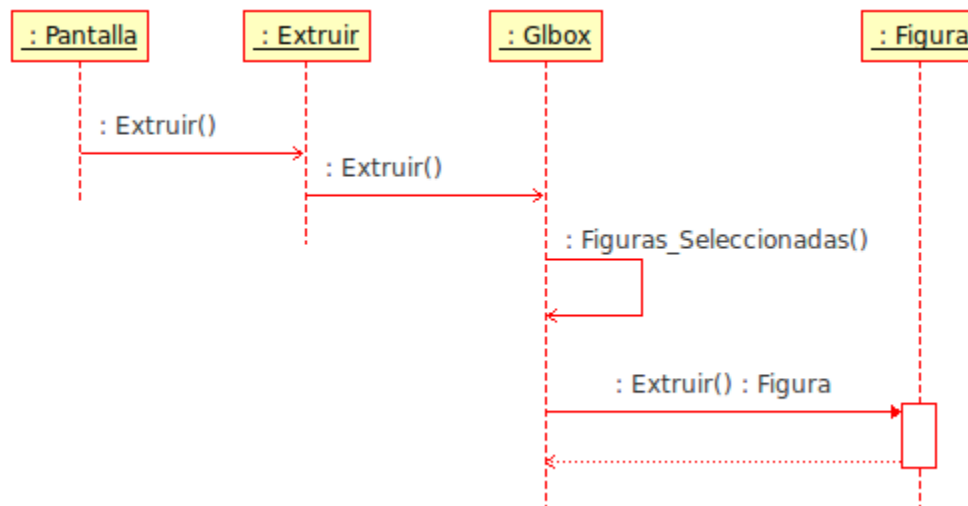 : Pantalla
: Extruir
: Glbox
: Figura
: Extruir()
: Extruir()
: Figuras_Seleccionadas()
: Extruir() : Figura